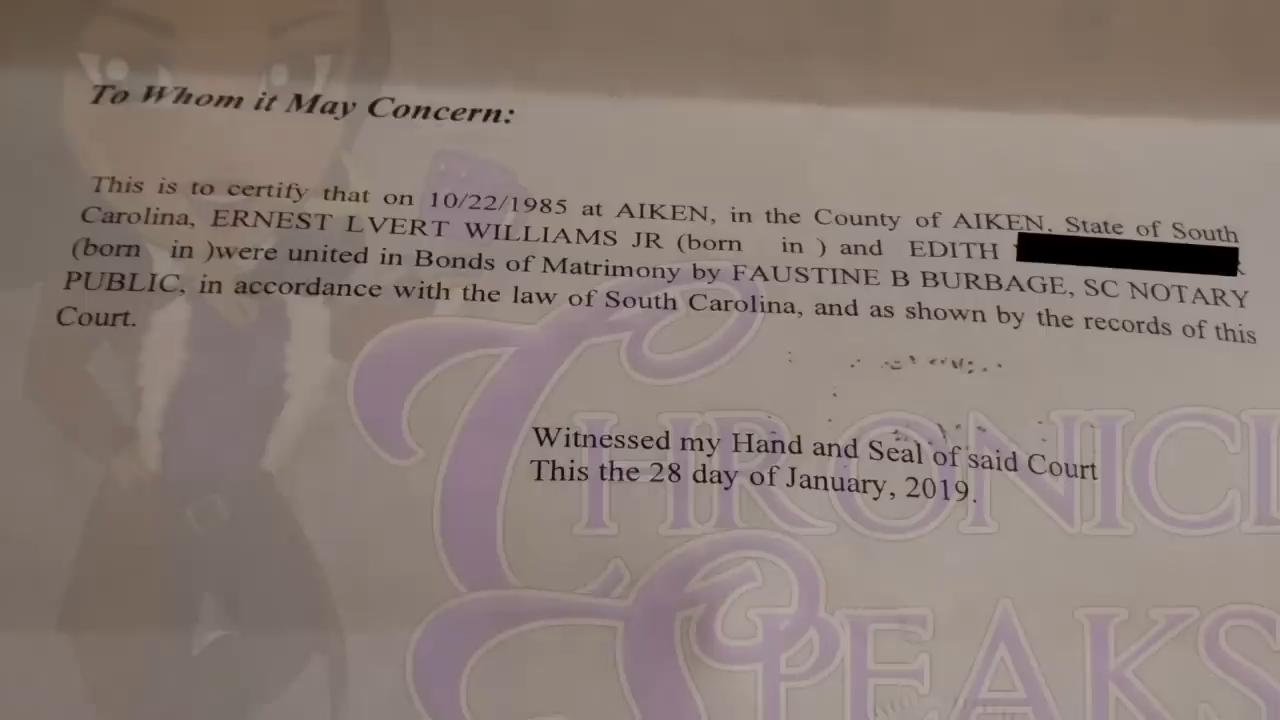 To Whom it May Concern:
This is to certify that on 10/22/1985 at AIKEN, in the County of AIKEN, State of South
Carolina, ERNEST LVERT WILLIAMS JR (born in ) and EDITH
(born in )were united in Bonds of Matrimony by FAUSTINE B BURBAGE, SC NOTARY
PUBLIC, in accordance with the law of South Carolina, and as shown by the records of this
Court.
Witnessed my Hand and Seal of said Court
This the 28 day of January, 2019.
CHRONICL
SPEAKS